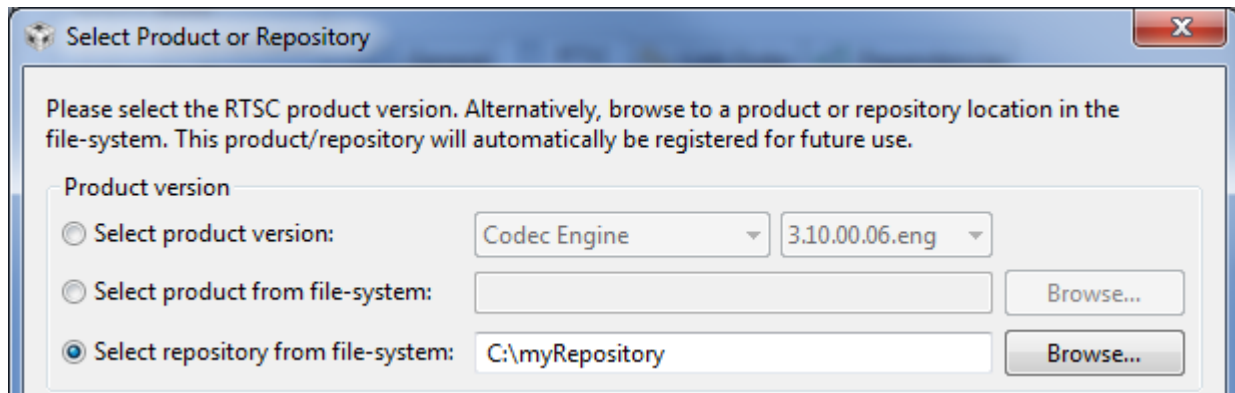 Select Product or Repository
Please select the RTSC product version. Alternatively, browse to a product or repository location in the
file-system. This product/repository will automatically be registered for future use.
Product version
Select product version: Codec Engine 3.10.00.06.eng
Select product from file-system: Browse...
Select repository from file-system: C:\myRepository Browse...